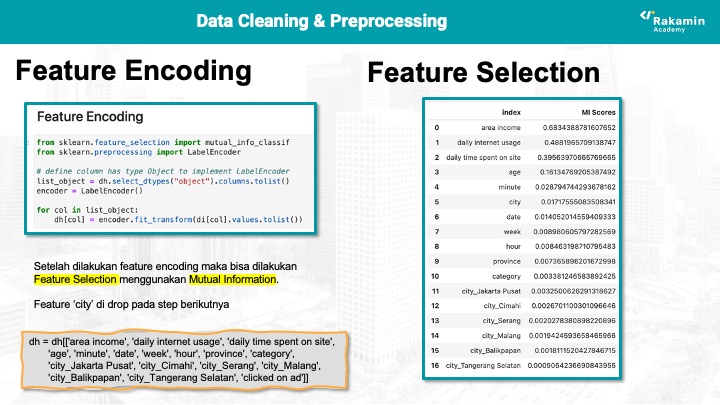 Data Cleaning & Preprocessing
Rakamin
Academy
Feature Encoding
Feature Encoding
from sklearn.feature_selection import mutual_info_classif
from sklearn.preprocessing import LabelEncoder
# define column has type Object to implement LabelEncoder
list_object = dh.select_dtypes("object").columns.tolist()
encoder = LabelEncoder()
for col in list_object:
dh[col] = encoder.fit_transform(di[col].values.tolist())
Setelah dilakukan feature encoding maka bisa dilakukan
Feature Selection menggunakan Mutual Information.
Feature 'city' di drop pada step berikutnya
dh = dh[['area income', 'daily internet usage', 'daily time spent on site',
'age', 'minute', 'date', 'week', 'hour', 'province', 'category',
'city_Jakarta Pusat', 'city_Cimahi', 'city_Serang', 'city_Malang',
'city_Balikpapan', 'city_Tangerang Selatan', 'clicked on ad']]
Feature Selection
index MI Scores
0 area income 0.6834388781607652
1 daily internet usage 0.4881965709138747
2 daily time spent on site 0.39563970665769665
3 age 0.16134769205387492
4 minute 0.028794744293678162
5 city 0.01717555083508341
6 date 0.014052014559409333
7 week 0.008980605797282569
8 hour 0.008463198710795483
9 province 0.007365896201672998
10 category 0.003381246583892425
11 city_Jakarta Pusat 0.0032500626291318627
12 city_Cimahi 0.0026701100301096646
13 city_Serang 0.0020278380898220896
14 city_Malang 0.0019424593658465966
15 city_Balikpapan 0.0018111520427846715
16 city_Tangerang Selatan 0.00090642366908439​55